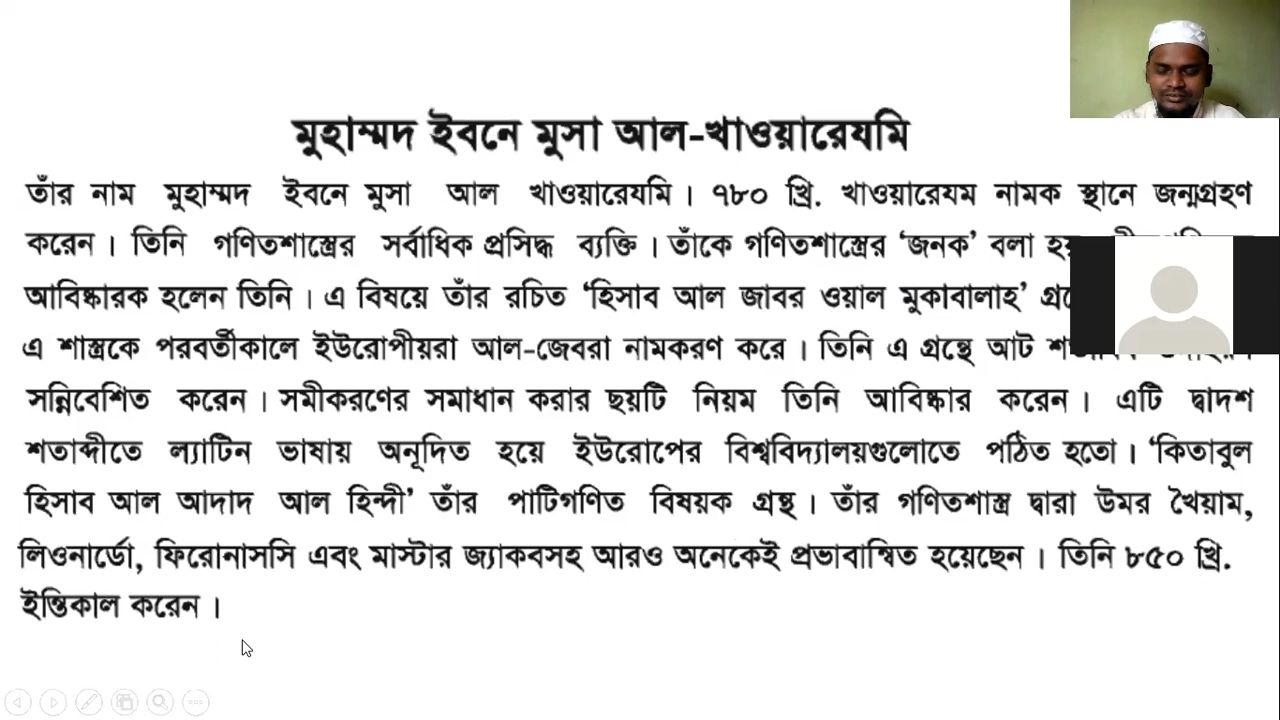 মুহাম্মদ ইবনে মুসা আল-খাওয়ারেযমি
তাঁর নাম মুহাম্মদ ইবনে মুসা আল খাওয়ারেযমি। ৭৮০ খ্রি. খাওয়ারেযম নামক স্থানে জন্মগ্রহণ
করেন। তিনি গণিতশাস্ত্রের সর্বাধিক প্রসিদ্ধ ব্যক্তি। তাঁকে গণিতশাস্ত্রের ‘জনক’ বলা
আবিষ্কারক হলেন তিনি। এ বিষয়ে তাঁর রচিত ‘হিসাব আল জাবর ওয়াল মুকাবালাহ’
এ শাস্ত্রকে পরবর্তীকালে ইউরোপীয়রা আল-জেবরা নামকরণ করে। তিনি এ গ্রন্থে আট
সন্নিবেশিত করেন। সমীকরণের সমাধান করার ছয়টি নিয়ম তিনি আবিষ্কার করেন। এটি দ্বাদশ
শতাব্দীতে ল্যাটিন ভাষায় অনূদিত হয়ে ইউরোপের বিশ্ববিদ্যালয়গুলোতে পঠিত হতো। ‘কিতাবুল
হিসাব আল আদাদ আল হিন্দী’ তাঁর পাটিগণিত বিষয়ক গ্রন্থ। তাঁর গণিতশাস্ত্র দ্বারা উমর খৈয়াম,
লিওনার্ডো, ফিরোনাসসি এবং মাস্টার জ্যাকবসহ আরও অনেকেই প্রভাবান্বিত হয়েছেন। তিনি ৮৫০ খ্রি.
ইন্তিকাল করেন।